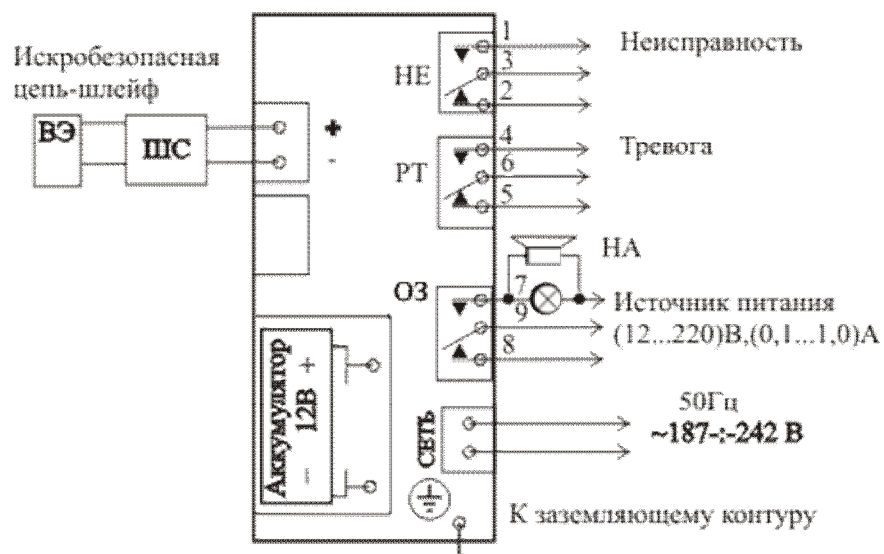 Искробезопасная
цепь-шлейф
ВЭ
ШС
+
-
НЕ
1
3
2
Неисправность
РТ
4
6
5
Тревога
НА
ОЗ
7
9
8
Источник питания
(12...220)В,(0,1...1,0)А
Аккумулятор
12В
+
–
СЕТЬ
50Гц
~187-:-242 В
К заземляющему контуру